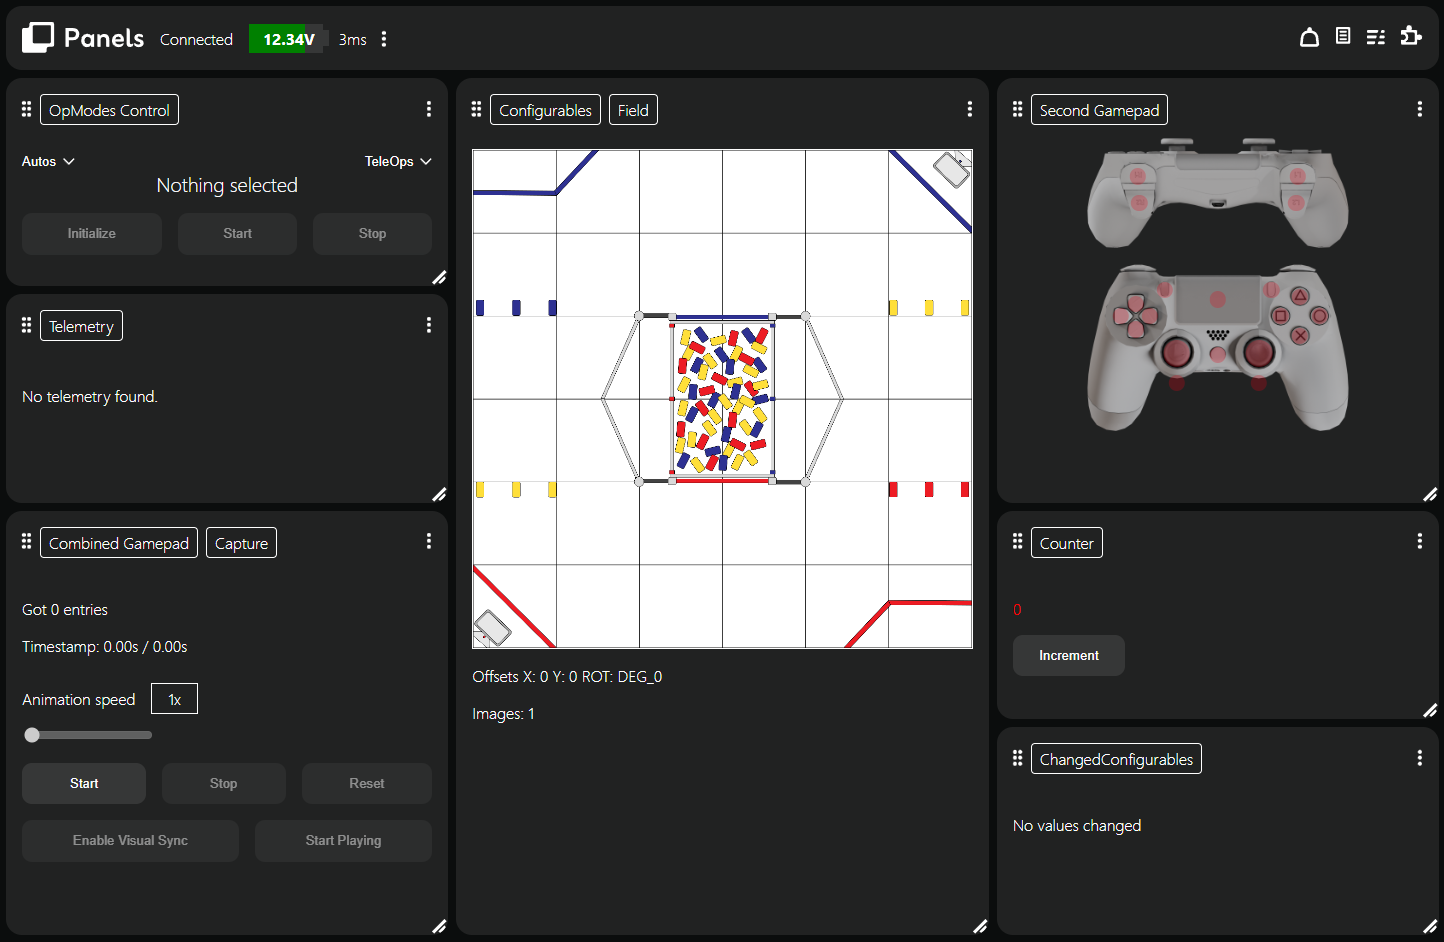 Panels
Connected
12.34V
3ms
OpModes Control
Autos
TeleOps
Nothing selected
Initialize
Start
Stop
Telemetry
No telemetry found.
Combined Gamepad
Capture
Got 0 entries
Timestamp: 0.00s / 0.00s
Animation speed
1x
Start
Stop
Reset
Enable Visual Sync
Start Playing
Configurables
Field
Offsets X: 0 Y: 0 ROT: DEG_0
Images: 1
Second Gamepad
Counter
0
Increment
ChangedConfigurables
No values changed